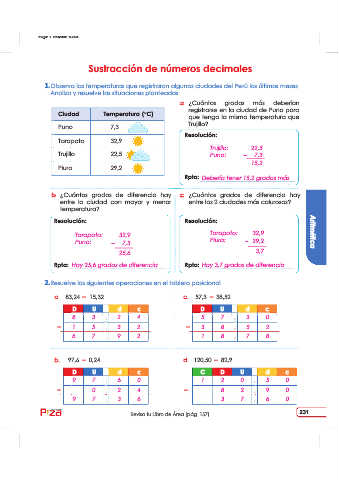 Sustracción de números decimales
1. Observa las temperaturas que registraron algunas ciudades del Perú los últimos meses.
Analiza y resuelve las situaciones planteadas:
Ciudad Temperatura (°C)
Puno 7,3
Tarapoto 32,9
Trujillo 22,5
Piura 29,2
a ¿Cuántos grados más deberían
registrarse en la ciudad de Puno para
que tenga la misma temperatura que
Trujillo?
Resolución:
Trujillo: 22,5
Puno: – 7,3
15,2
Rpta: Debería tener 15,2 grados más
b ¿Cuántos grados de diferencia hay
entre la ciudad con mayor y menor
temperatura?
Resolución:
Tarapoto: 32,9
Puno: – 7,3
25,6
Rpta: Hay 25,6 grados de diferencia
c ¿Cuántos grados de diferencia hay
entre las 2 ciudades más calurosas?
Resolución:
Tarapoto: 32,9
Piura: – 29,2
3,7
Rpta: Hay 3,7 grados de diferencia
Aritmética
2. Resuelve las siguientes operaciones en el tablero posicional
a. 83,24 – 15,32
D U , d c
8 3 , 2 4
– 1 5 , 3 2
6 7 , 9 2
c. 57,3 – 38,52
D U , d c
5 7 , 3 0
– 3 8 , 5 2
1 8 , 7 8
b. 97,6 – 0,24
D U , d c
9 7 , 6 0
– 0 , 2 4
9 7 , 3 6
d 120,50 – 82,9
C D U , d c
1 2 0 , 5 0
– 8 2 , 9 0
3 7 , 6 0
Revisa tu Libro de Área (pág. 157)
231